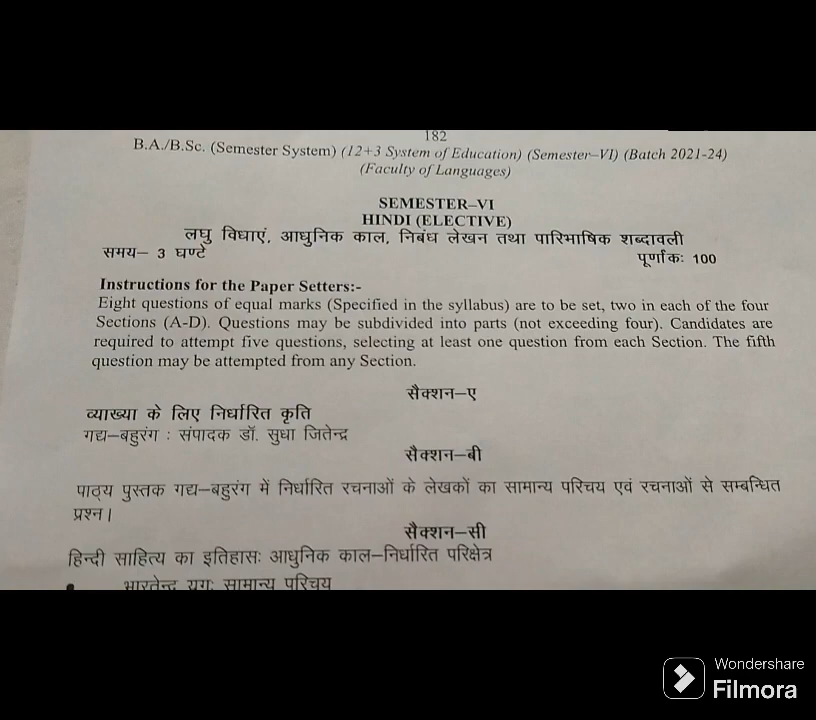 182
B.A./B.Sc. (Semester System) (12+3 System of Education) (Semester–VI) (Batch 2021-24)
(Faculty of Languages)
SEMESTER–VI
HINDI (ELECTIVE)
लघु विधाएं, आधुनिक काल, निबंध लेखन तथा पारिभाषिक शब्दावली
समय– 3 घण्टे
पूर्णांकः 100
Instructions for the Paper Setters:-
Eight questions of equal marks (Specified in the syllabus) are to be set, two in each of the four
Sections (A-D). Questions may be subdivided into parts (not exceeding four). Candidates are
required to attempt five questions, selecting at least one question from each Section. The fifth
question may be attempted from any Section.
सैक्शन–ए
व्याख्या के लिए निर्धारित कृति
गद्य–बहुरंग : संपादक डॉ. सुधा जितेन्द्र
सैक्शन–बी
पाठ्य पुस्तक गद्य–बहुरंग में निर्धारित रचनाओं के लेखकों का सामान्य परिचय एवं रचनाओं से सम्बन्धित
प्रश्न।
सैक्शन–सी
हिन्दी साहित्य का इतिहासः आधुनिक काल–निर्धारित परिक्षेत्र
• भारतेन्दु युगः सामान्य परिचय
Wondershare
Filmora